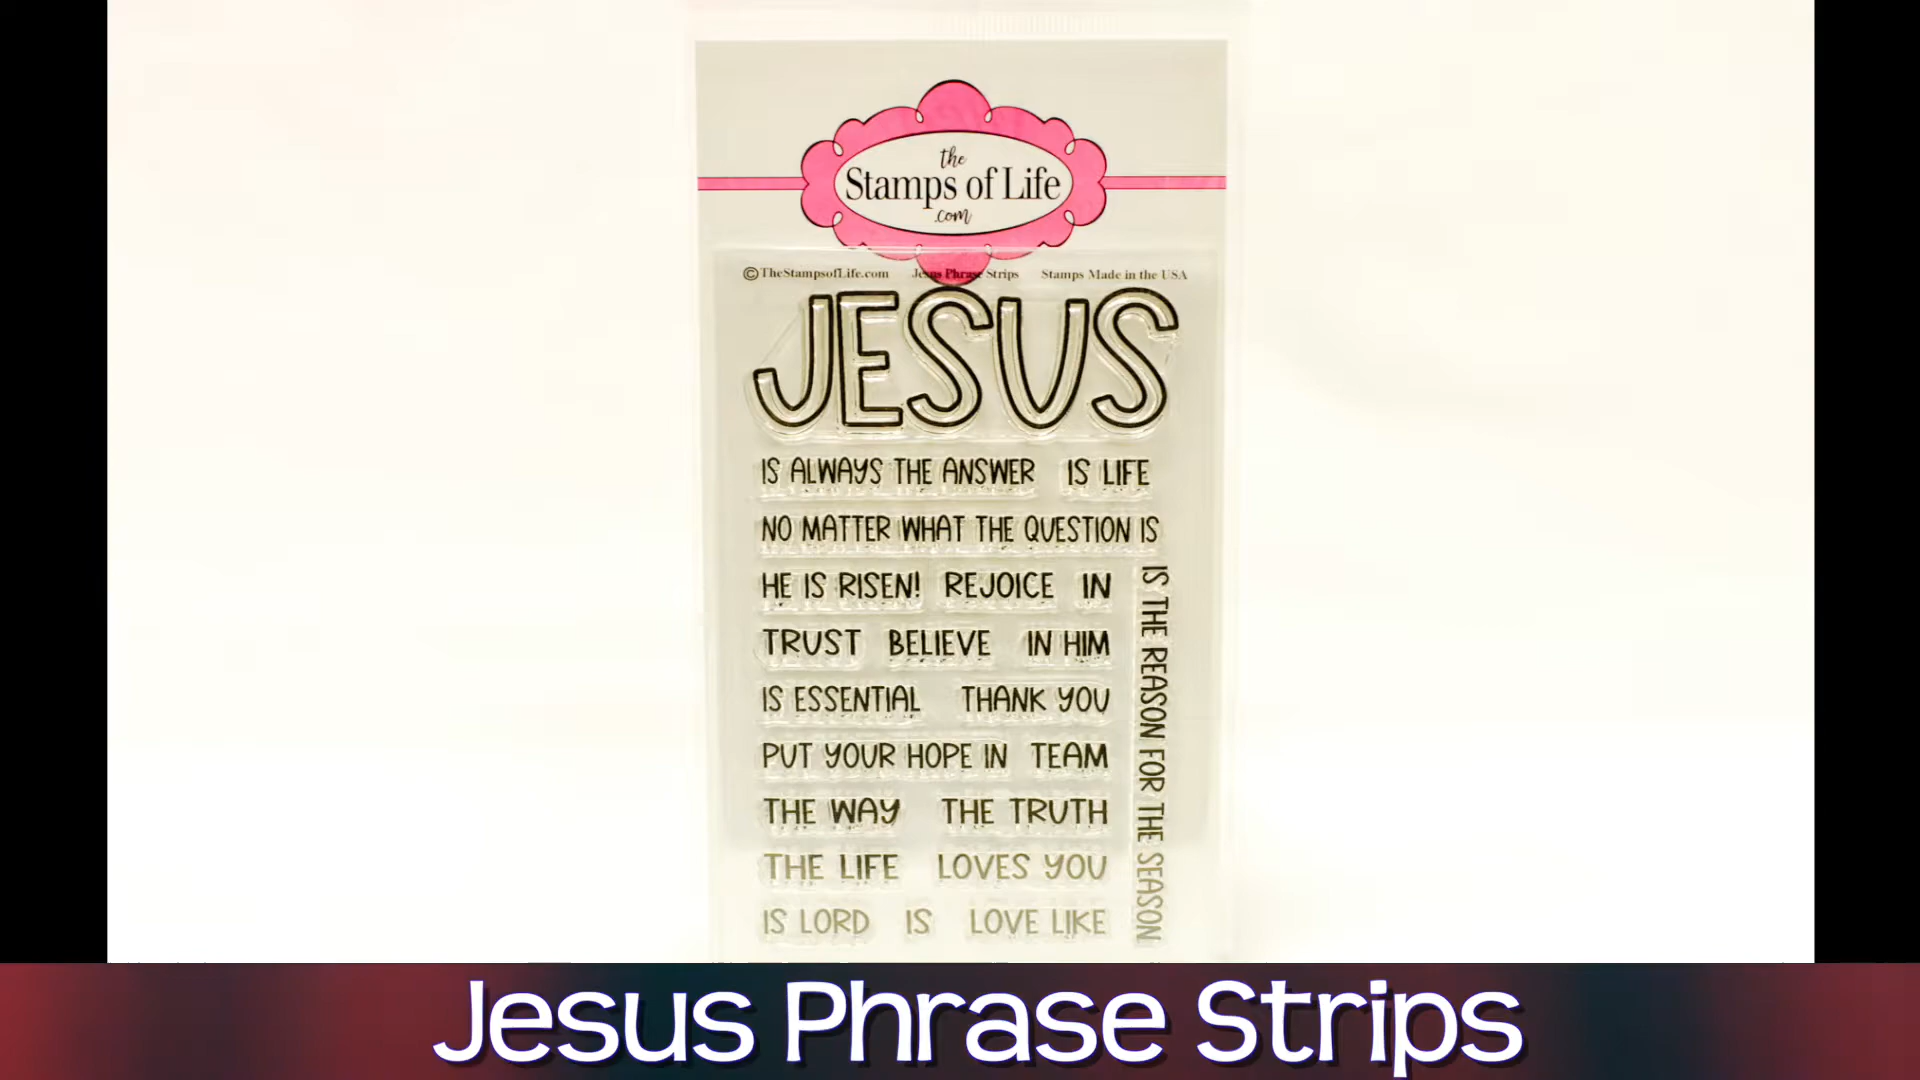 the
Stamps of Life
.com
©TheStampsofLife.com Jesus Phrase Strips Stamps Made in the USA
JESUS
IS ALWAYS THE ANSWER IS LIFE
NO MATTER WHAT THE QUESTION IS
HE IS RISEN! REJOICE IN
TRUST BELIEVE IN HIM
IS ESSENTIAL THANK YOU
PUT YOUR HOPE IN TEAM
THE WAY THE TRUTH
THE LIFE LOVES YOU
IS LORD IS LOVE LIKE
IS THE REASON FOR THE SEASON
Jesus Phrase Strips